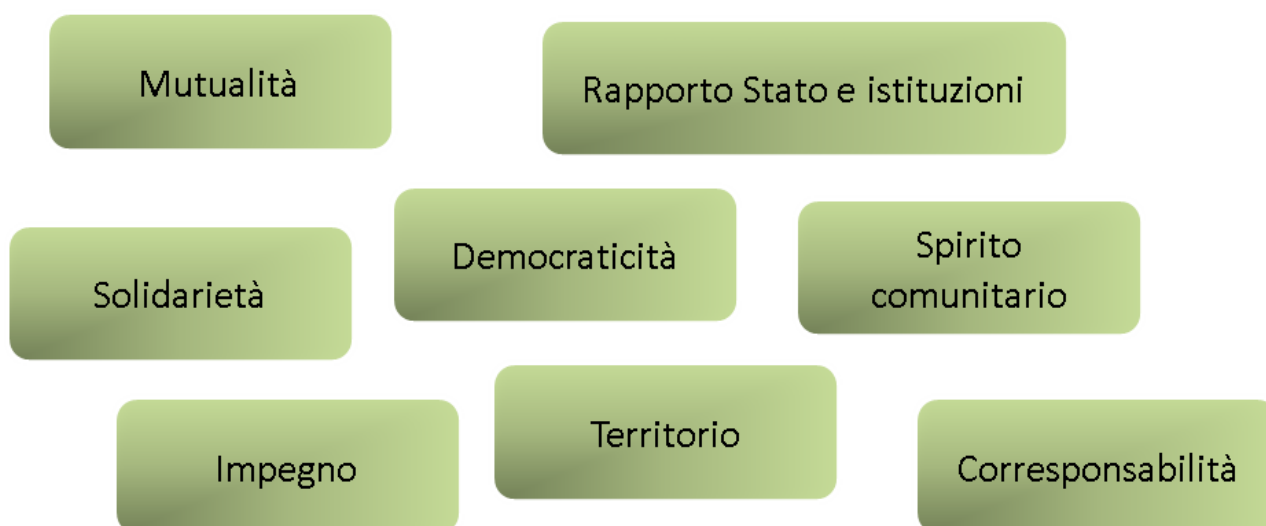 Mutualità
Rapporto Stato e istituzioni
Democraticità
Spirito
comunitario
Solidarietà
Territorio
Impegno
Corresponsabilità